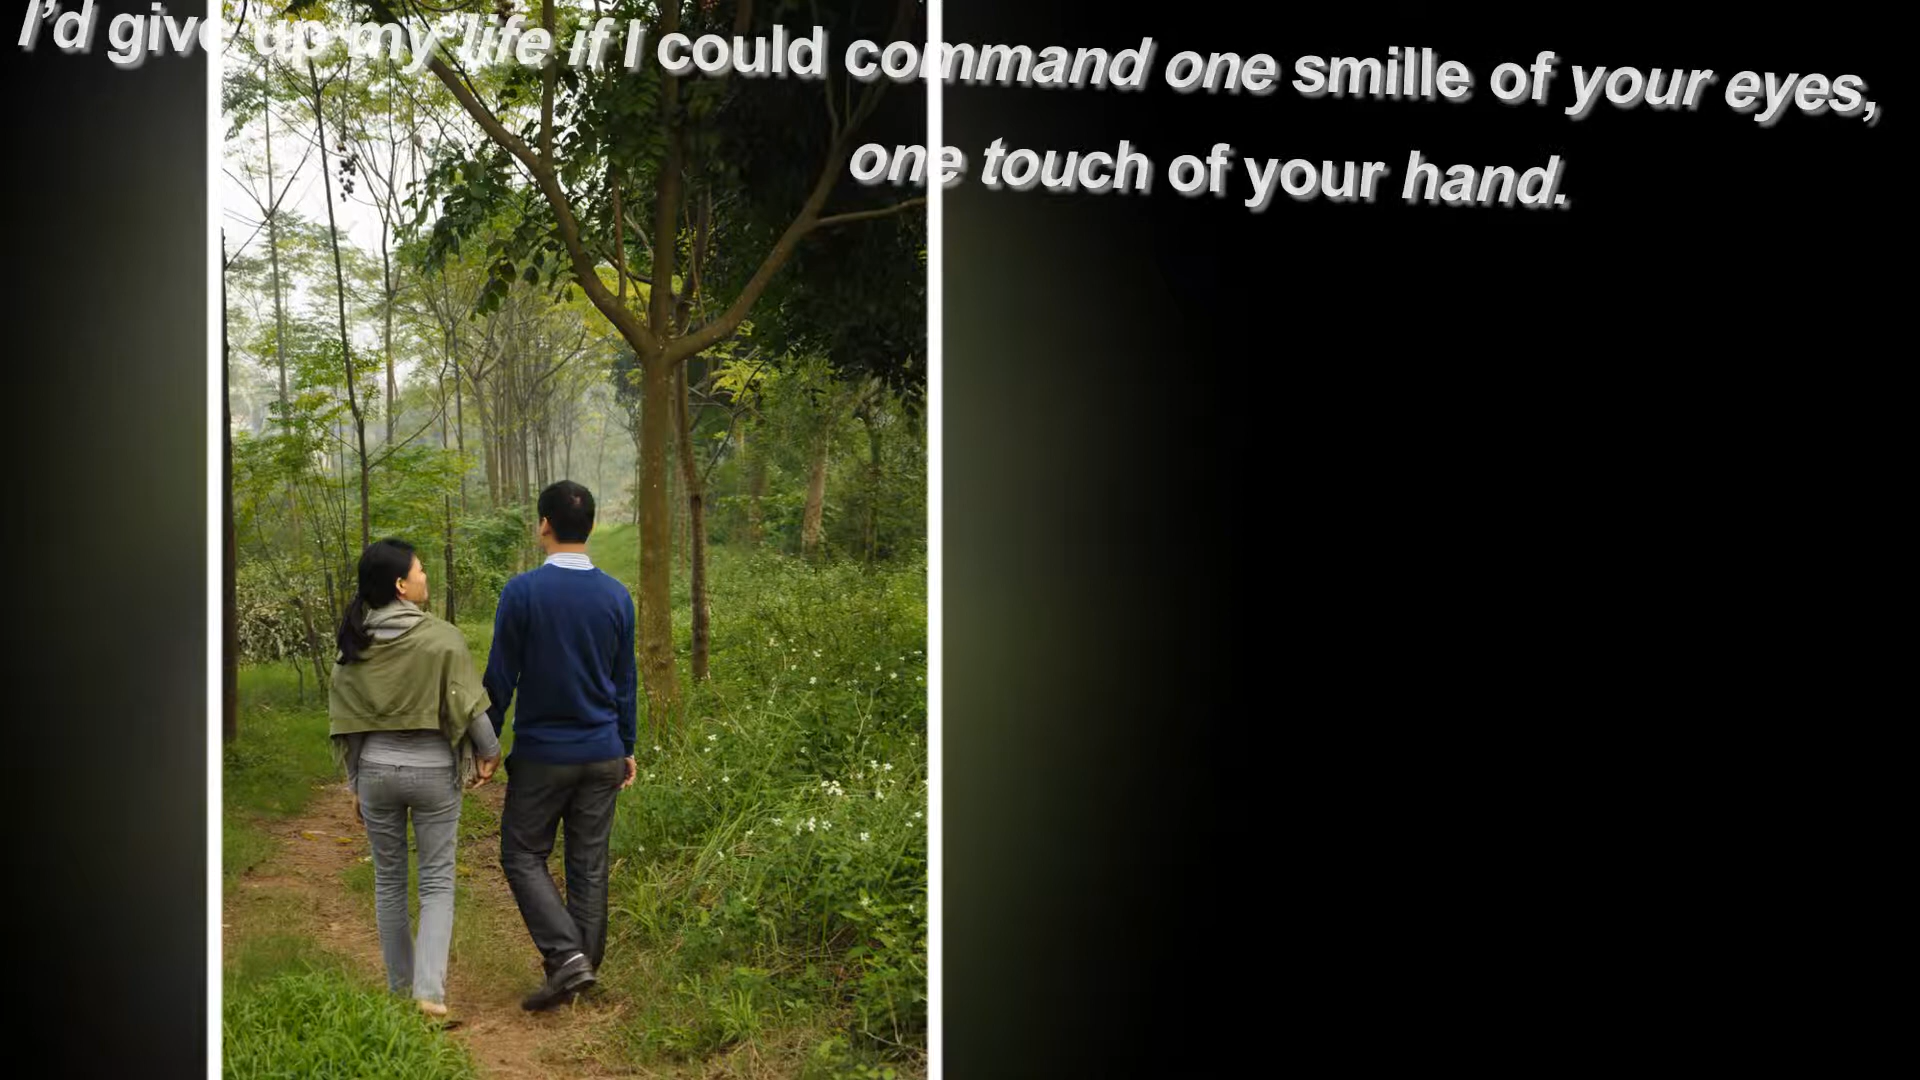 I'd give up my life if I could command one smille of your eyes,
one touch of your hand.